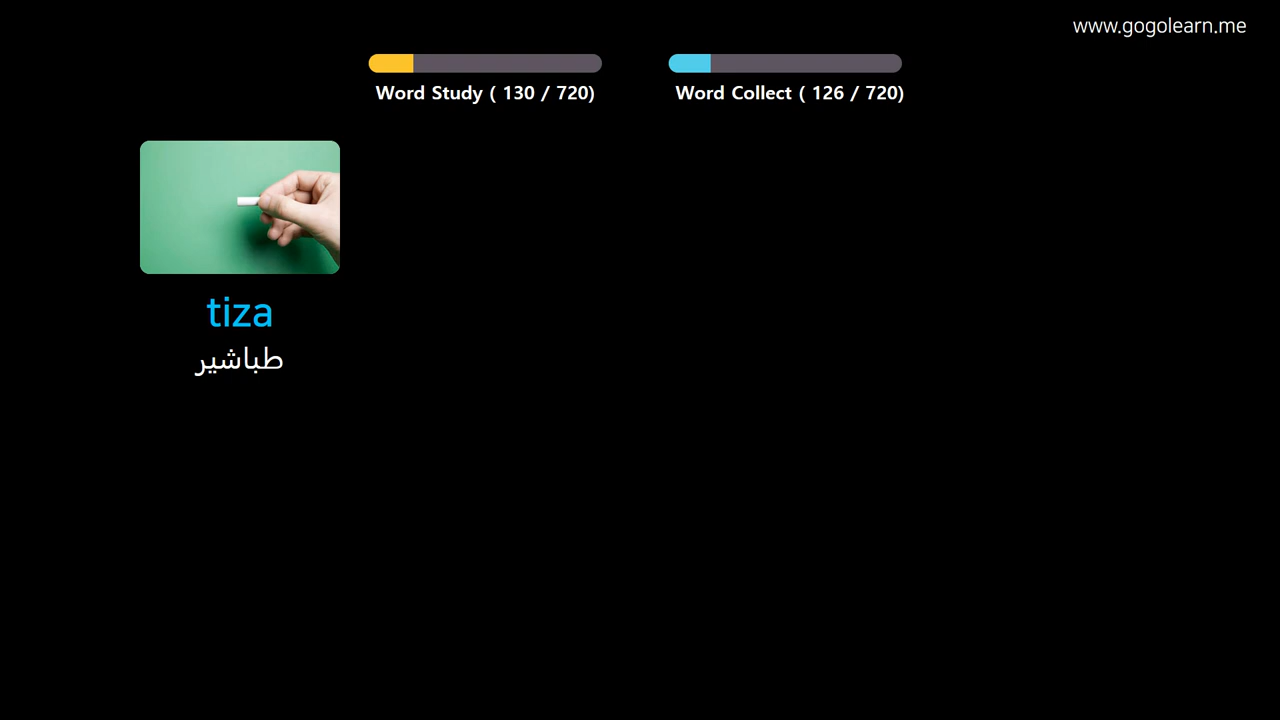 www.gogolearn.me
Word Study ( 130 / 720)
Word Collect ( 126 / 720)
tiza
طباشير